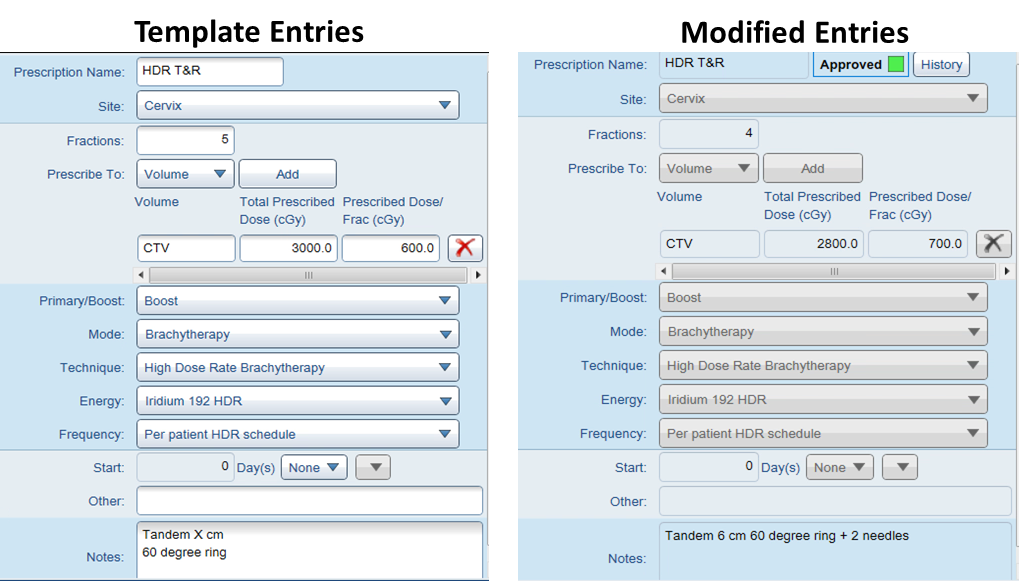 Template Entries
Prescription Name: HDR T&R
Site: Cervix
Fractions: 5
Prescribe To: Volume Add
Volume Total Prescribed Prescribed Dose/
Dose (cGy) Frac (cGy)
CTV 3000.0 600.0
Primary/Boost: Boost
Mode: Brachytherapy
Technique: High Dose Rate Brachytherapy
Energy: Iridium 192 HDR
Frequency: Per patient HDR schedule
Start: 0 Day(s) None
Other:
Tandem X cm
60 degree ring
Notes:
Modified Entries
Prescription Name: HDR T&R Approved History
Site: Cervix
Fractions: 4
Prescribe To: Volume Add
Volume Total Prescribed Prescribed Dose/
Dose (cGy) Frac (cGy)
CTV 2800.0 700.0
Primary/Boost: Boost
Mode: Brachytherapy
Technique: High Dose Rate Brachytherapy
Energy: Iridium 192 HDR
Frequency: Per patient HDR schedule
Start: 0 Day(s) None
Other:
Tandem 6 cm 60 degree ring + 2 needles
Notes: